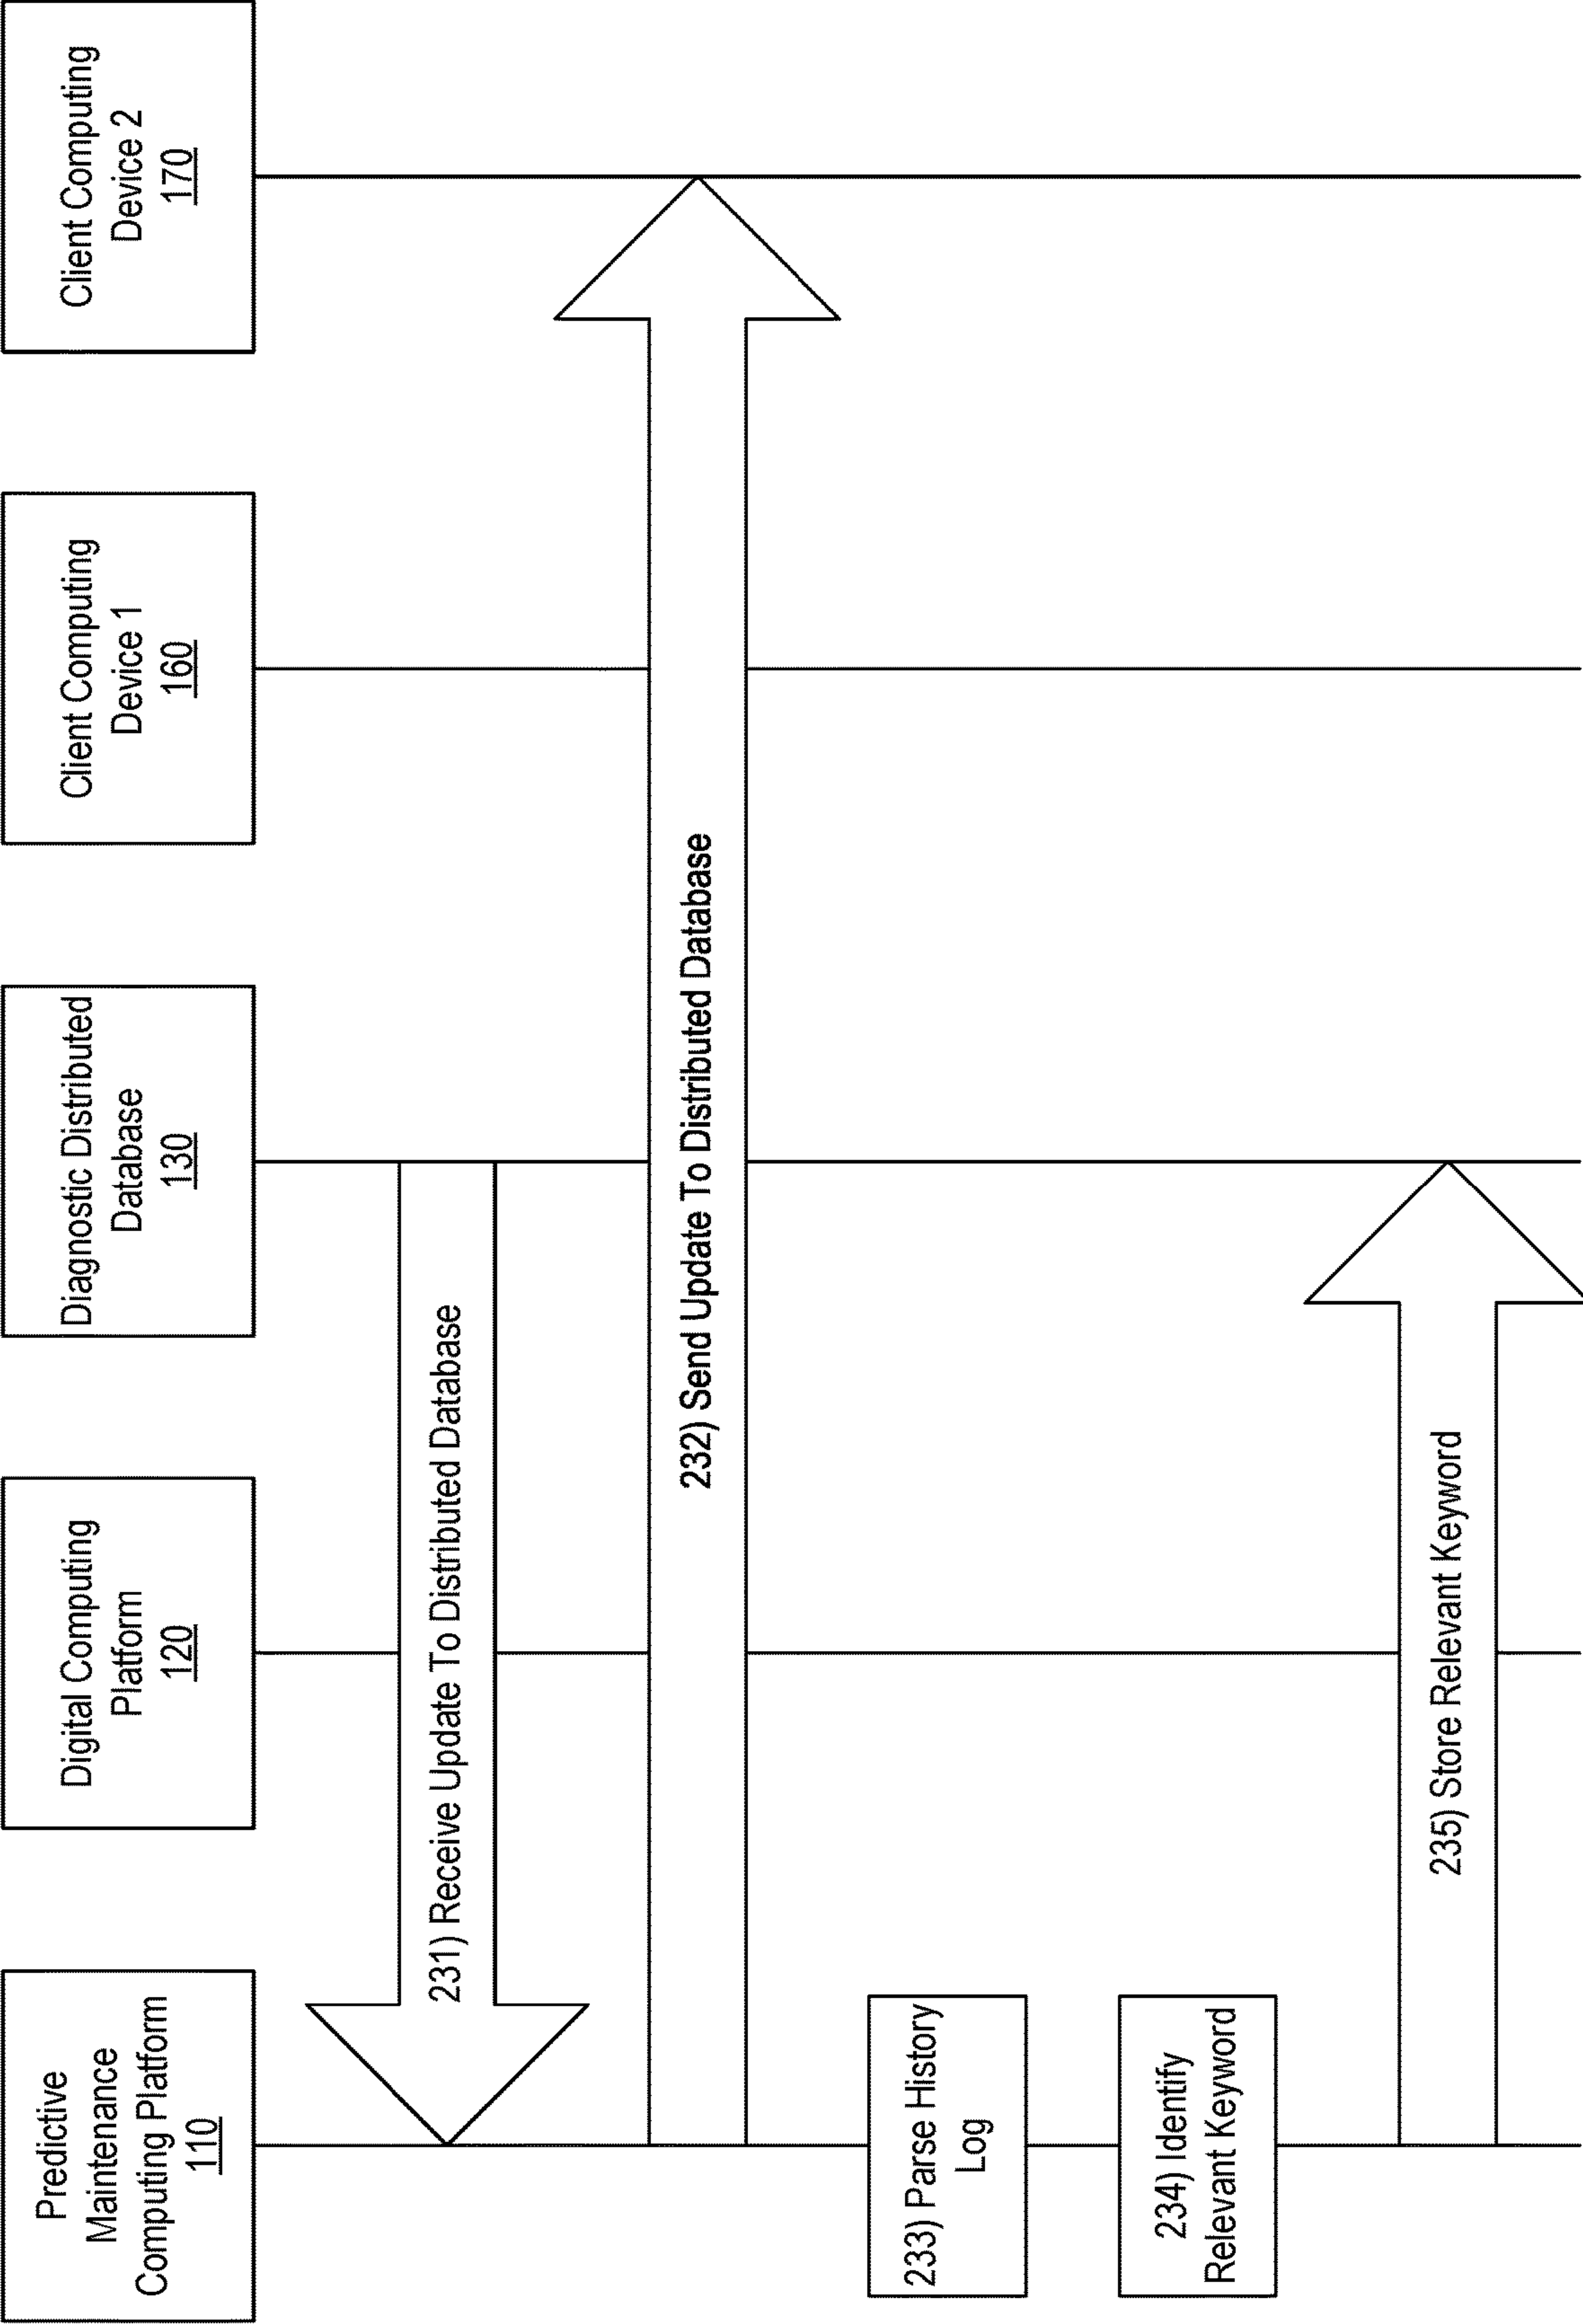 Predictive
Maintenance
Computing Platform
110
Digital Computing
Platform
120
Diagnostic Distributed
Database
130
Client Computing
Device 1
160
Client Computing
Device 2
170
231) Receive Update To Distributed Database
232) Send Update To Distributed Database
233) Parse History
Log
234) Identify
Relevant Keyword
235) Store Relevant Keyword